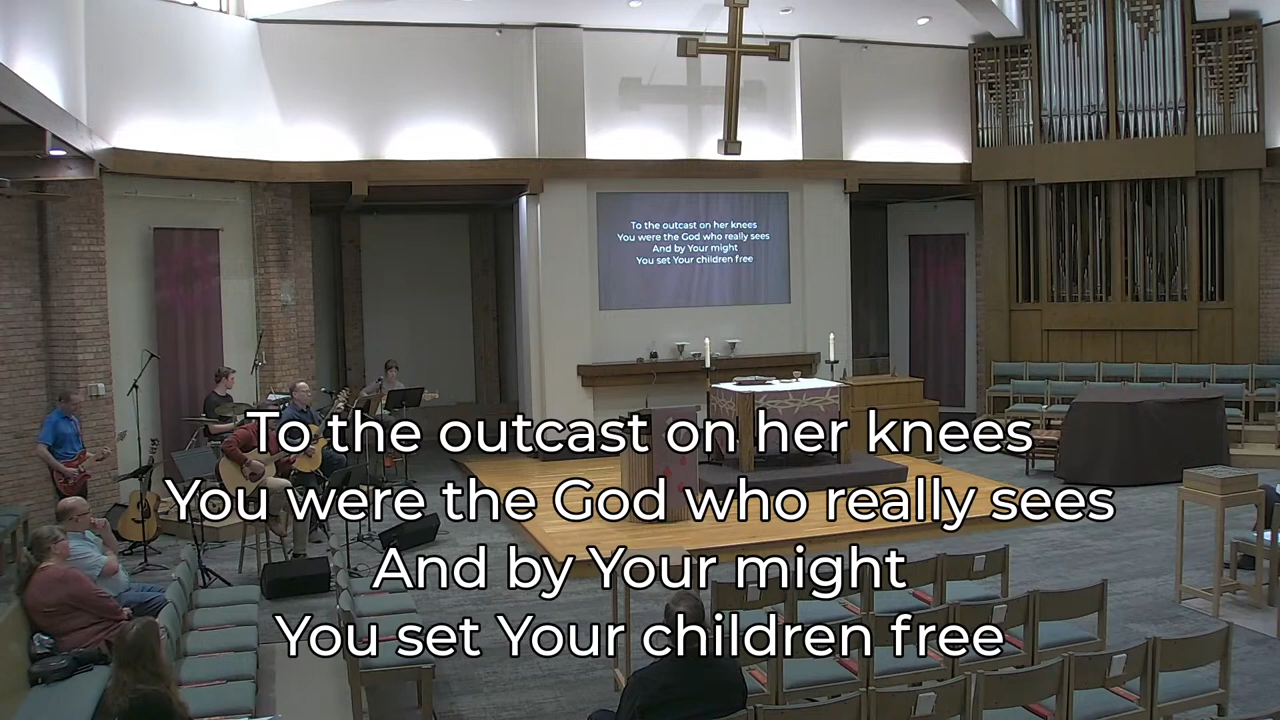 To the outcast on her knees
You were the God who really sees
And by Your might
You set Your children free
To the outcast on her knees
You were the God who really sees
And by Your might
You set Your children free